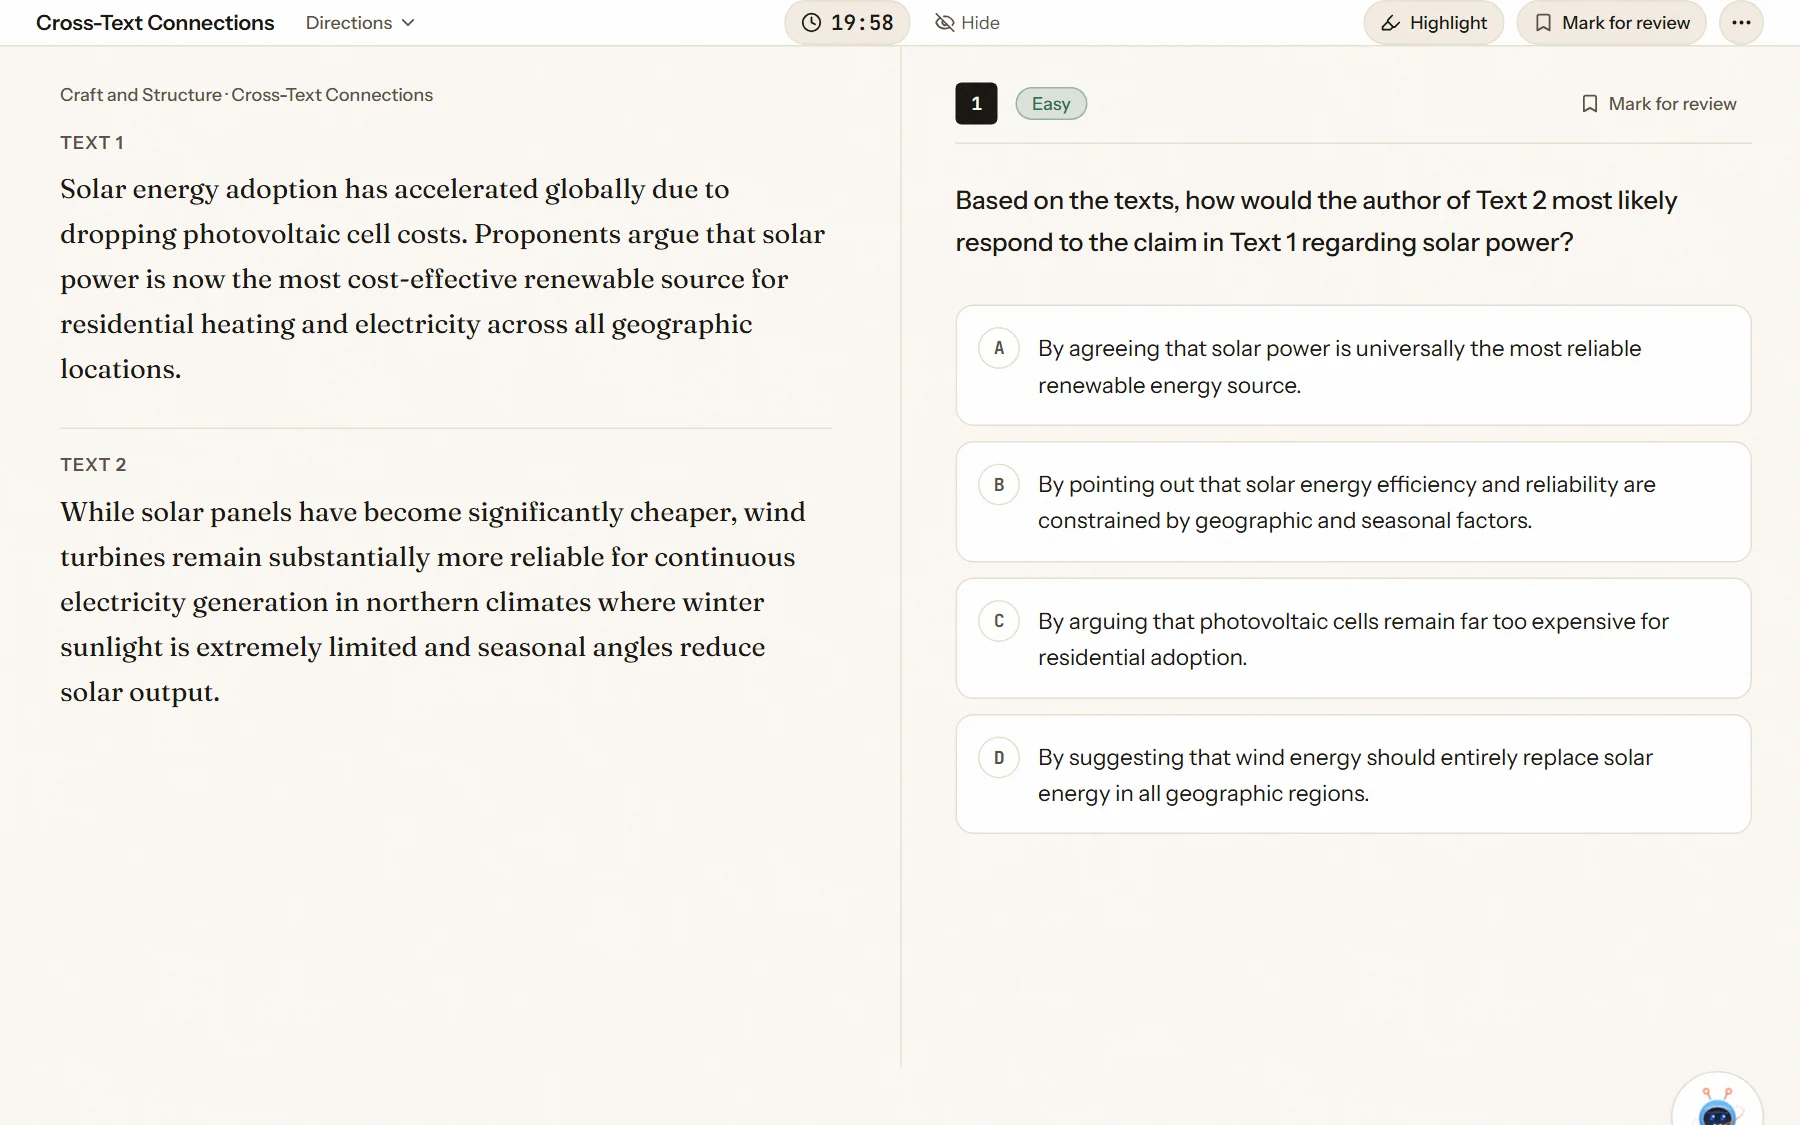 Cross-Text Connections Directions 19:58 Hide Highlight Mark for review
Craft and Structure · Cross-Text Connections
TEXT 1
Solar energy adoption has accelerated globally due to
dropping photovoltaic cell costs. Proponents argue that solar
power is now the most cost-effective renewable source for
residential heating and electricity across all geographic
locations.
TEXT 2
While solar panels have become significantly cheaper, wind
turbines remain substantially more reliable for continuous
electricity generation in northern climates where winter
sunlight is extremely limited and seasonal angles reduce
solar output.
1 Easy Mark for review
Based on the texts, how would the author of Text 2 most likely
respond to the claim in Text 1 regarding solar power?
A By agreeing that solar power is universally the most reliable
renewable energy source.
B By pointing out that solar energy efficiency and reliability are
constrained by geographic and seasonal factors.
C By arguing that photovoltaic cells remain far too expensive for
residential adoption.
D By suggesting that wind energy should entirely replace solar
energy in all geographic regions.